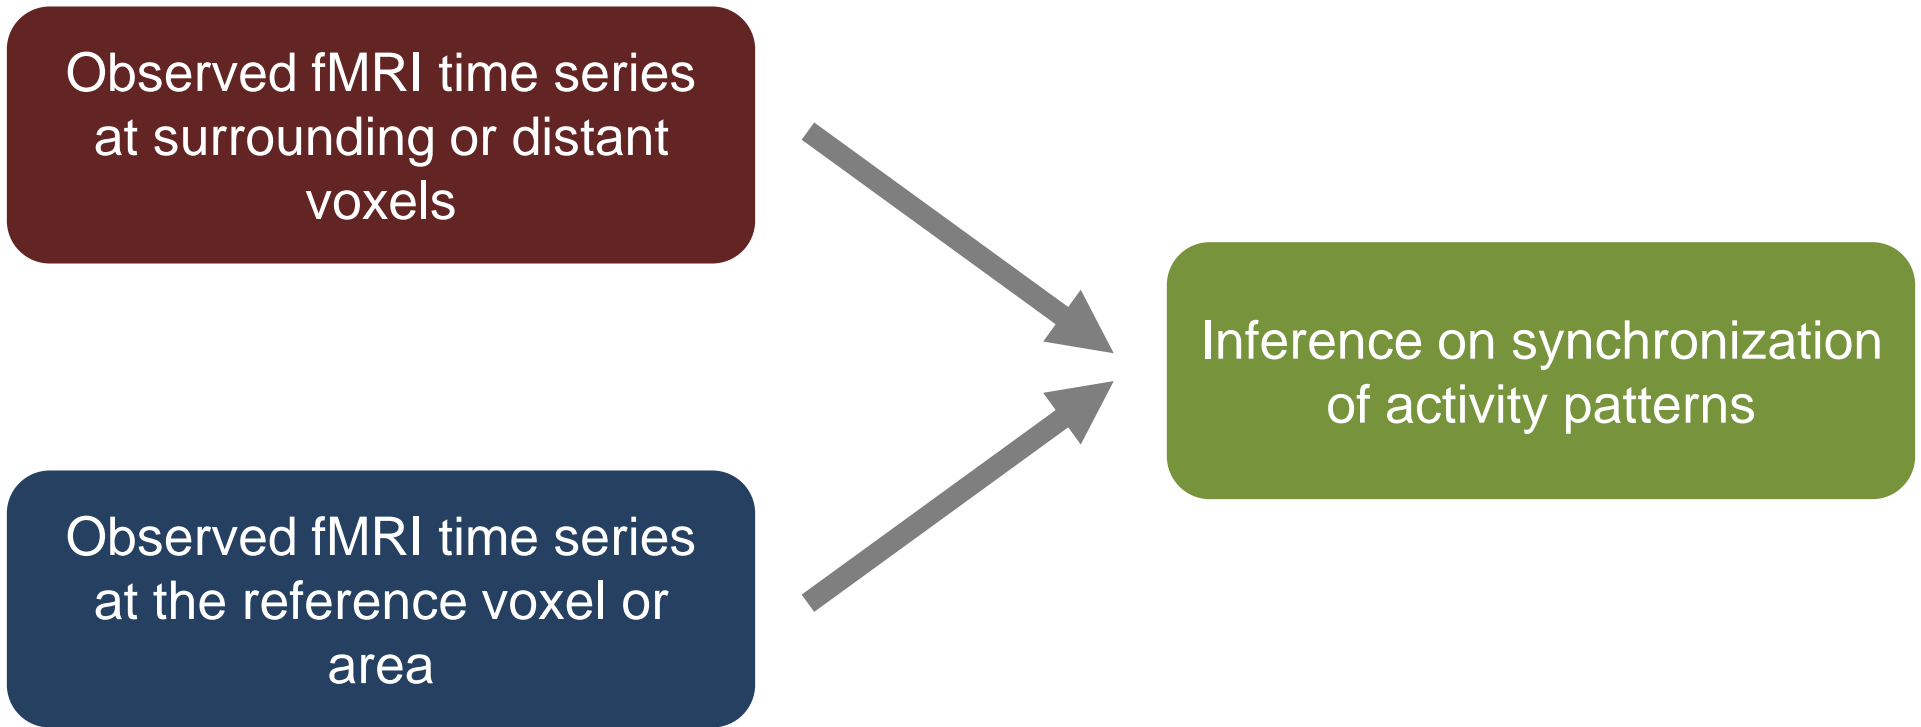 Observed fMRI time series
at surrounding or distant
voxels
Inference on synchronization
of activity patterns
Observed fMRI time series
at the reference voxel or
area